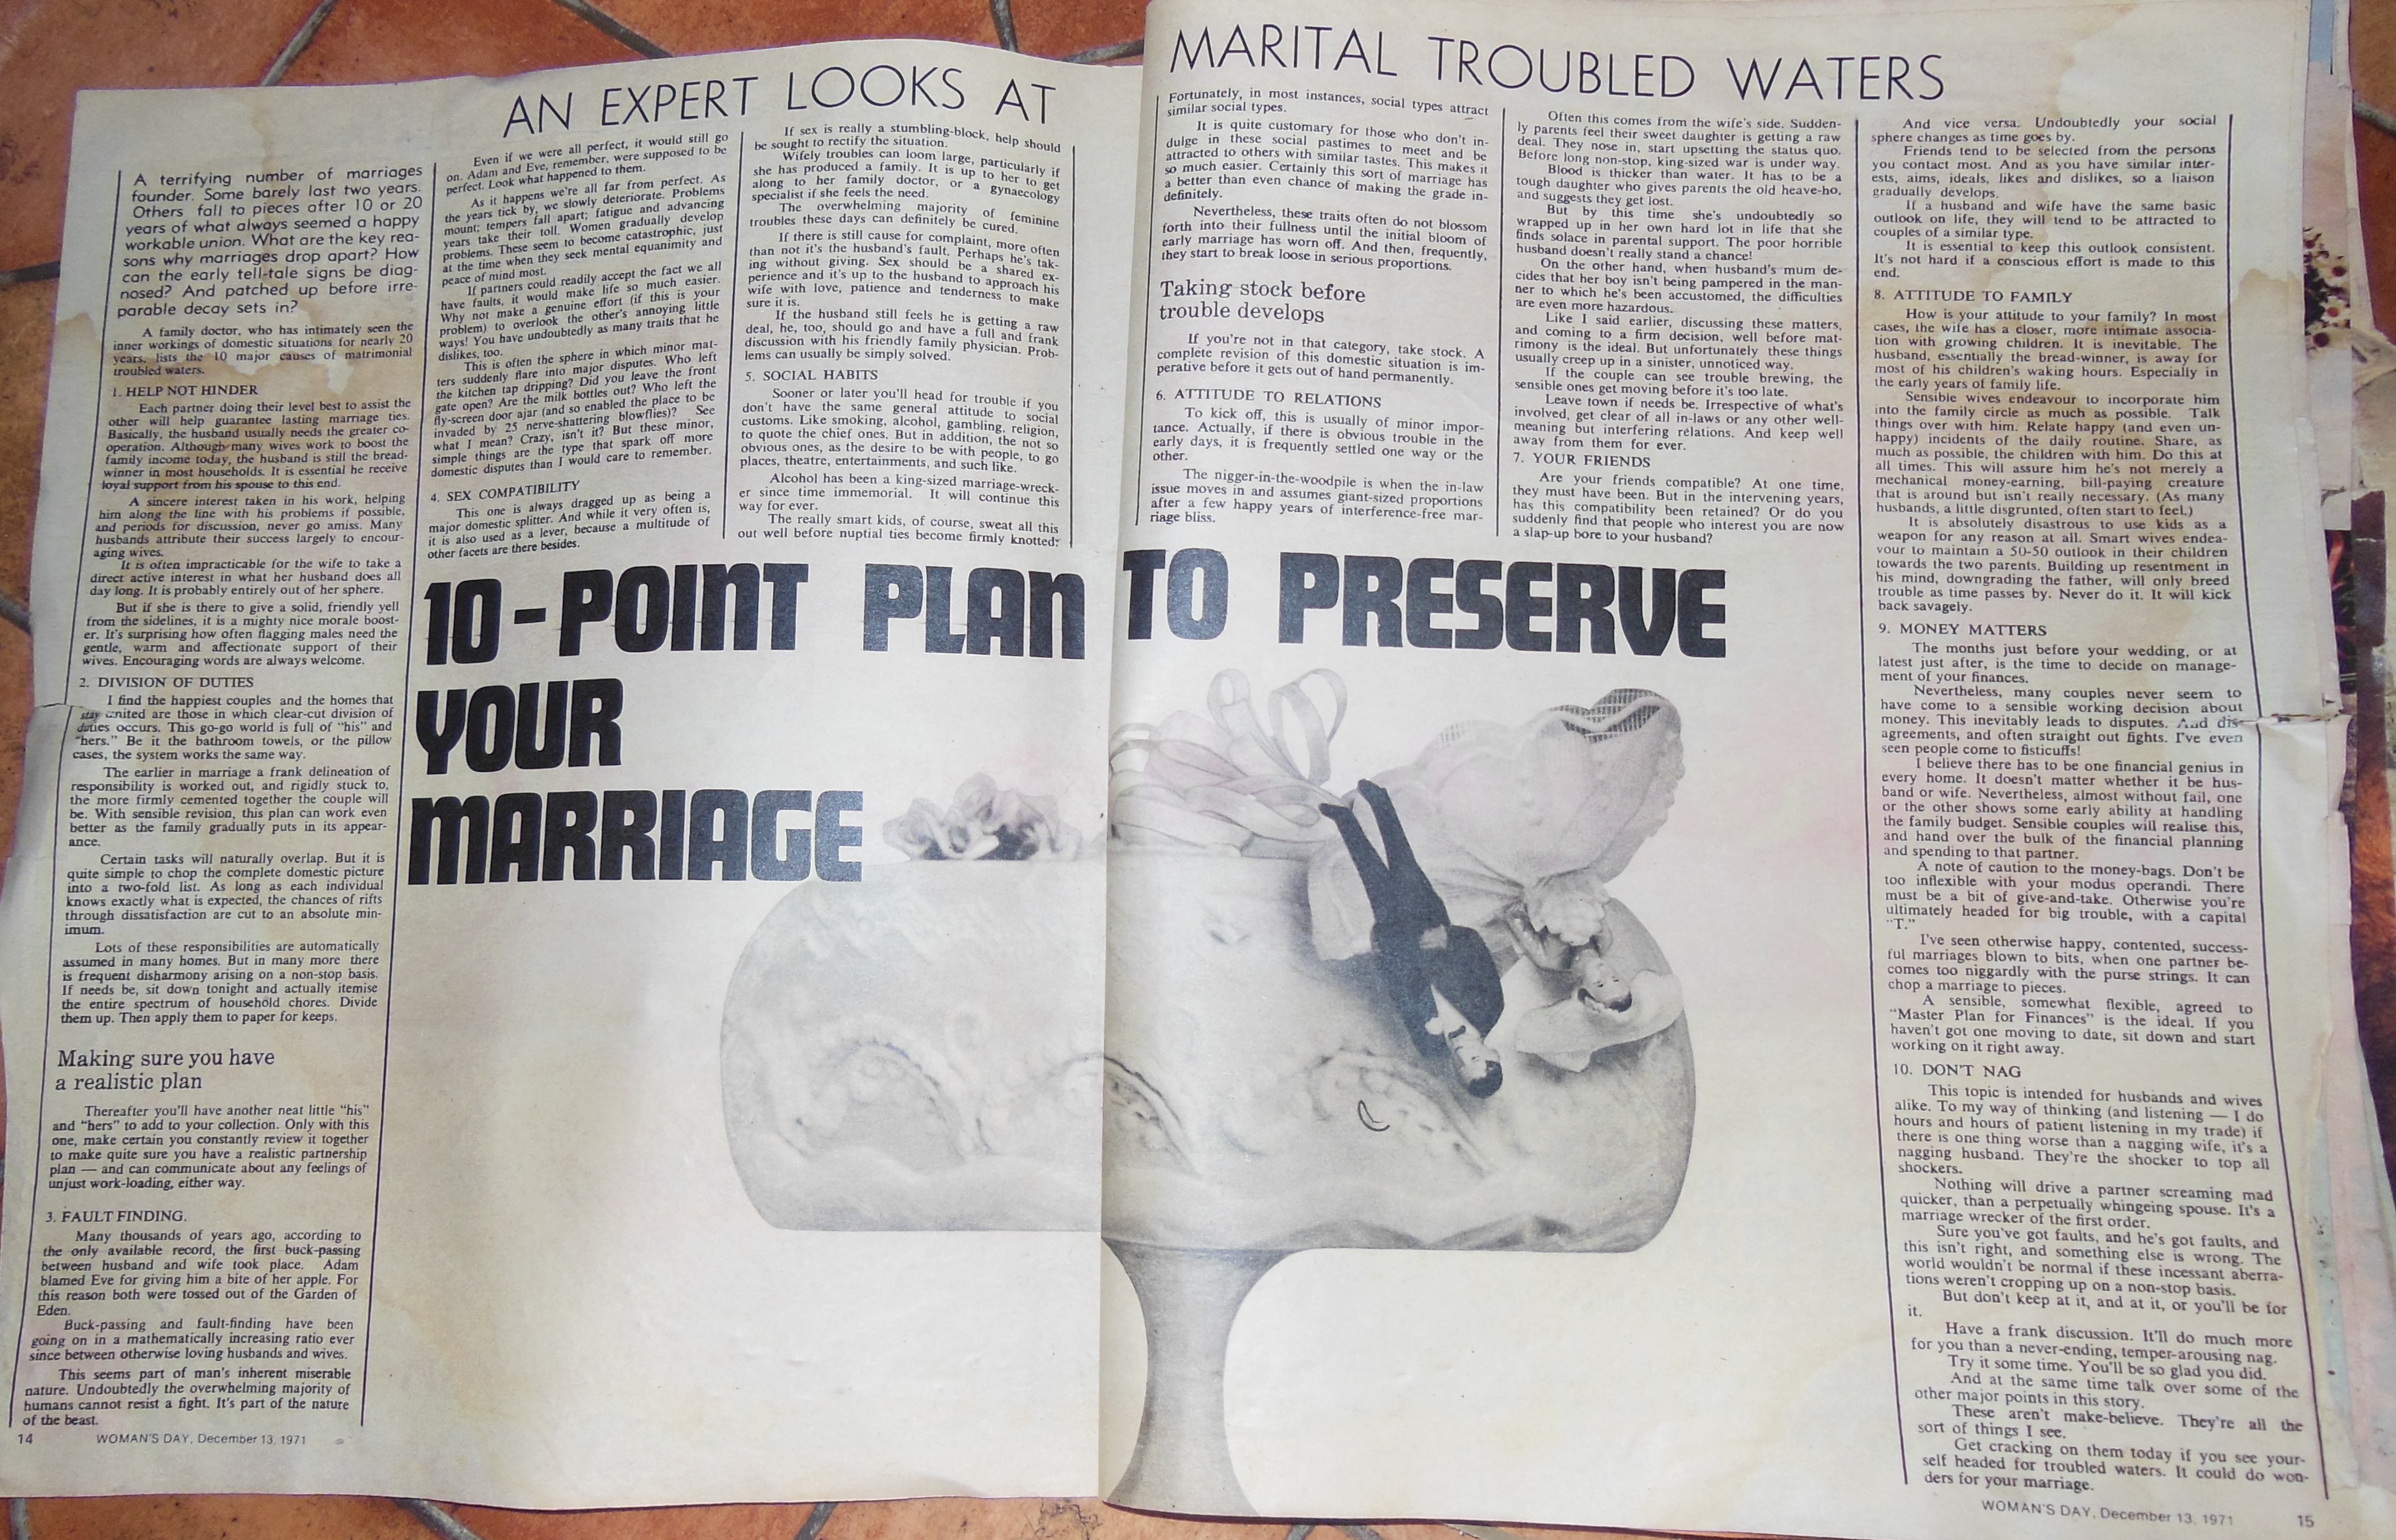 AN EXPERT LOOKS AT
MARITAL TROUBLED WATERS
A terrifying number of marriages
founder. Some barely last two years.
Others fall to pieces after 10 or 20
years of what always seemed a happy
workable union. What are the key rea-
sons why marriages drop apart? How
can the early tell-tale signs be diag-
nosed? And patched up before irre-
parable decay sets in?
A family doctor, who has intimately seen the
inner workings of domestic situations for nearly 20
years, lists the 10 major causes of matrimonial
troubled waters.
1. HELP NOT HINDER
Each partner doing their level best to assist the
other will help guarantee lasting marriage ties.
Basically, the husband usually needs the greater co-
operation. Although many wives work to boost the
family income today, the husband is still the bread-
winner in most households. It is essential he receive
loyal support from his spouse to this end.
A sincere interest taken in his work, helping
him along the line with his problems if possible,
and periods for discussion, never go amiss. Many
husbands attribute their success largely to encour-
aging wives.
It is often impracticable for the wife to take a
direct active interest in what her husband does all
day long. It is probably entirely out of her sphere.
But if she is there to give a solid, friendly yell
from the sidelines, it is a mighty nice morale boost-
er. It's surprising how often flagging males need the
gentle, warm and affectionate support of their
wives. Encouraging words are always welcome.
2. DIVISION OF DUTIES
I find the happiest couples and the homes that
stay united are those in which clear-cut division of
duties occurs. This go-go world is full of "his" and
"hers." Be it the bathroom towels, or the pillow
cases, the system works the same way.
The earlier in marriage a frank delineation of
responsibility is worked out, and rigidly stuck to,
the more firmly cemented together the couple will
be. With sensible revision, this plan can work even
better as the family gradually puts in its appear-
ance.
Certain tasks will naturally overlap. But it is
quite simple to chop the complete domestic picture
into a two-fold list. As long as each individual
knows exactly what is expected, the chances of rifts
through dissatisfaction are cut to an absolute min-
imum.
Lots of these responsibilities are automatically
assumed in many homes. But in many more there
is frequent disharmony arising on a non-stop basis.
If needs be, sit down tonight and actually itemise
the entire spectrum of household chores. Divide
them up. Then apply them to paper for keeps.
Making sure you have
a realistic plan
Thereafter you'll have another neat little "his"
and "hers" to add to your collection. Only with this
one, make certain you constantly review it together
to make quite sure you have a realistic partnership
plan — and can communicate about any feelings of
unjust work-loading, either way.
3. FAULT FINDING.
Many thousands of years ago, according to
the only available record, the first buck-passing
between husband and wife took place. Adam
blamed Eve for giving him a bite of her apple. For
this reason both were tossed out of the Garden of
Eden.
Buck-passing and fault-finding have been
going on in a mathematically increasing ratio ever
since between otherwise loving husbands and wives.
This seems part of man's inherent miserable
nature. Undoubtedly the overwhelming majority of
humans cannot resist a fight. It's part of the nature
of the beast.
Even if we were all perfect, it would still go
on. Adam and Eve, remember, were supposed to be
perfect. Look what happened to them.
As it happens we're all far from perfect. As
the years tick by, we slowly deteriorate. Problems
mount; tempers fall apart; fatigue and advancing
years take their toll. Women gradually develop
problems. These seem to become catastrophic, just
at the time when they seek mental equanimity and
peace of mind most.
If partners could readily accept the fact we all
have faults, it would make life so much easier.
Why not make a genuine effort (if this is your
problem) to overlook the other's annoying little
ways! You have undoubtedly as many traits that he
dislikes, too.
This is often the sphere in which minor mat-
ters suddenly flare into major disputes. Who left
the kitchen tap dripping? Did you leave the front
gate open? Are the milk bottles out? Who left the
fly-screen door ajar (and so enabled the place to be
invaded by 25 nerve-shattering blowflies)? See
what I mean? Crazy, isn't it? But these minor,
simple things are the type that spark off more
domestic disputes than I would care to remember.
4. SEX COMPATIBILITY
This one is always dragged up as being a
major domestic splitter. And while it very often is,
it is also used as a lever, because a multitude of
other facets are there besides.
If sex is really a stumbling-block, help should
be sought to rectify the situation.
Wifely troubles can loom large, particularly if
she has produced a family. It is up to her to get
along to her family doctor, or a gynaecology
specialist if she feels the need.
The overwhelming majority of feminine
troubles these days can definitely be cured.
If there is still cause for complaint, more often
than not it's the husband's fault. Perhaps he's tak-
ing without giving. Sex should be a shared ex-
perience and it's up to the husband to approach his
wife with love, patience and tenderness to make
sure it is.
If the husband still feels he is getting a raw
deal, he, too, should go and have a full and frank
discussion with his friendly family physician. Prob-
lems can usually be simply solved.
5. SOCIAL HABITS
Sooner or later you'll head for trouble if you
don't have the same general attitude to social
customs. Like smoking, alcohol, gambling, religion,
to quote the chief ones. But in addition, the not so
obvious ones, as the desire to be with people, to go
places, theatre, entertainments, and such like.
Alcohol has been a king-sized marriage-wreck-
er since time immemorial. It will continue this
way for ever.
The really smart kids, of course, sweat all this
out well before nuptial ties become firmly knotted.
Fortunately, in most instances, social types attract
similar social types.
It is quite customary for those who don't in-
dulge in these social pastimes to meet and be
attracted to others with similar tastes. This makes it
so much easier. Certainly this sort of marriage has
a better than even chance of making the grade in-
definitely.
Nevertheless, these traits often do not blossom
forth into their fullness until the initial bloom of
early marriage has worn off. And then, frequently,
they start to break loose in serious proportions.
Taking stock before
trouble develops
If you're not in that category, take stock. A
complete revision of this domestic situation is im-
perative before it gets out of hand permanently.
6. ATTITUDE TO RELATIONS
To kick off, this is usually of minor impor-
tance. Actually, if there is obvious trouble in the
early days, it is frequently settled one way or the
other.
The nigger-in-the-woodpile is when the in-law
issue moves in and assumes giant-sized proportions
after a few happy years of interference-free mar-
riage bliss.
Often this comes from the wife's side. Sudden-
ly parents feel their sweet daughter is getting a raw
deal. They nose in, start upsetting the status quo.
Before long non-stop, king-sized war is under way.
Blood is thicker than water. It has to be a
tough daughter who gives parents the old heave-ho,
and suggests they get lost.
But by this time she's undoubtedly so
wrapped up in her own hard lot in life that she
finds solace in parental support. The poor horrible
husband doesn't really stand a chance!
On the other hand, when husband's mum de-
cides that her boy isn't being pampered in the man-
ner to which he's been accustomed, the difficulties
are even more hazardous.
Like I said earlier, discussing these matters,
and coming to a firm decision, well before mat-
rimony is the ideal. But unfortunately these things
usually creep up in a sinister, unnoticed way.
If the couple can see trouble brewing, the
sensible ones get moving before it's too late.
Leave town if needs be. Irrespective of what's
involved, get clear of all in-laws or any other well-
meaning but interfering relations. And keep well
away from them for ever.
7. YOUR FRIENDS
Are your friends compatible? At one time,
they must have been. But in the intervening years,
has this compatibility been retained? Or do you
suddenly find that people who interest you are now
a slap-up bore to your husband?
And vice versa. Undoubtedly your social
sphere changes as time goes by.
Friends tend to be selected from the persons
you contact most. And as you have similar inter-
ests, aims, ideals, likes and dislikes, so a liaison
gradually develops.
If a husband and wife have the same basic
outlook on life, they will tend to be attracted to
couples of a similar type.
It is essential to keep this outlook consistent.
It's not hard if a conscious effort is made to this
end.
8. ATTITUDE TO FAMILY
How is your attitude to your family? In most
cases, the wife has a closer, more intimate associa-
tion with growing children. It is inevitable. The
husband, essentially the bread-winner, is away for
most of his children's waking hours. Especially in
the early years of family life.
Sensible wives endeavour to incorporate him
into the family circle as much as possible. Talk
things over with him. Relate happy (and even un-
happy) incidents of the daily routine. Share, as
much as possible, the children with him. Do this at
all times. This will assure him he's not merely a
mechanical money-earning, bill-paying creature
that is around but isn't really necessary. (As many
husbands, a little disgrunted, often start to feel.)
It is absolutely disastrous to use kids as a
weapon for any reason at all. Smart wives endea-
vour to maintain a 50-50 outlook in their children
towards the two parents. Building up resentment in
his mind, downgrading the father, will only breed
trouble as time passes by. Never do it. It will kick
back savagely.
9. MONEY MATTERS
The months just before your wedding, or at
latest just after, is the time to decide on manage-
ment of your finances.
Nevertheless, many couples never seem to
have come to a sensible working decision about
money. This inevitably leads to disputes. And dis-
agreements, and often straight out fights. I've even
seen people come to fisticuffs!
I believe there has to be one financial genius in
every home. It doesn't matter whether it be hus-
band or wife. Nevertheless, almost without fail, one
or the other shows some early ability at handling
the family budget. Sensible couples will realise this,
and hand over the bulk of the financial planning
and spending to that partner.
A note of caution to the money-bags. Don't be
too inflexible with your modus operandi. There
must be a bit of give-and-take. Otherwise you're
ultimately headed for big trouble, with a capital
"T."
I've seen otherwise happy, contented, success-
ful marriages blown to bits, when one partner be-
comes too niggardly with the purse strings. It can
chop a marriage to pieces.
A sensible, somewhat flexible, agreed to
"Master Plan for Finances" is the ideal. If you
haven't got one moving to date, sit down and start
working on it right away.
10. DON'T NAG
This topic is intended for husbands and wives
alike. To my way of thinking (and listening — I do
hours and hours of patient listening in my trade) if
there is one thing worse than a nagging wife, it's a
nagging husband. They're the shocker to top all
shockers.
Nothing will drive a partner screaming mad
quicker, than a perpetually whingeing spouse. It's a
marriage wrecker of the first order.
Sure you've got faults, and he's got faults, and
this isn't right, and something else is wrong. The
world wouldn't be normal if these incessant aberra-
tions weren't cropping up on a non-stop basis.
But don't keep at it, and at it, or you'll be for
it.
Have a frank discussion. It'll do much more
for you than a never-ending, temper-arousing nag.
Try it some time. You'll be so glad you did.
And at the same time talk over some of the
other major points in this story.
These aren't make-believe. They're all the
sort of things I see.
Get cracking on them today if you see your-
self headed for troubled waters. It could do won-
ders for your marriage.
10-POINT PLAN TO PRESERVE
YOUR
MARRIAGE
14 WOMAN'S DAY, December 13, 1971
WOMAN'S DAY, December 13, 1971 15